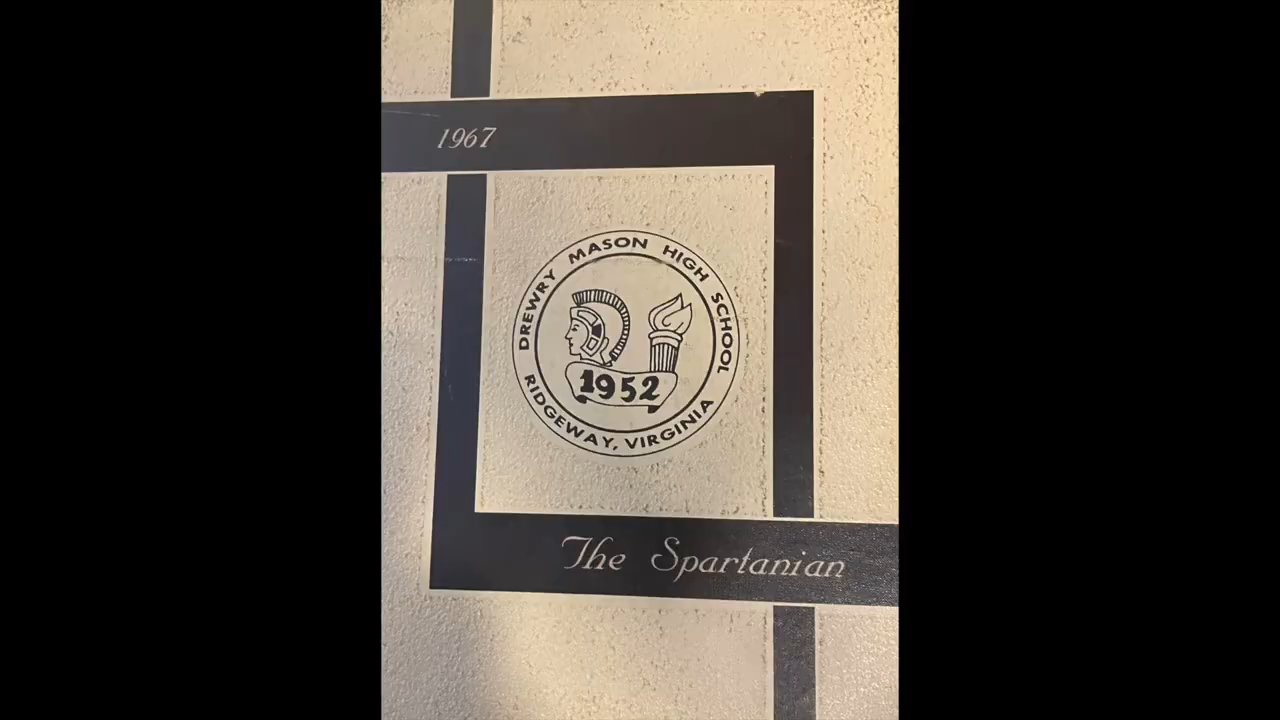 1967
DREWRY MASON HIGH SCHOOL
1952
RIDGEWAY, VIRGINIA
The Spartanian